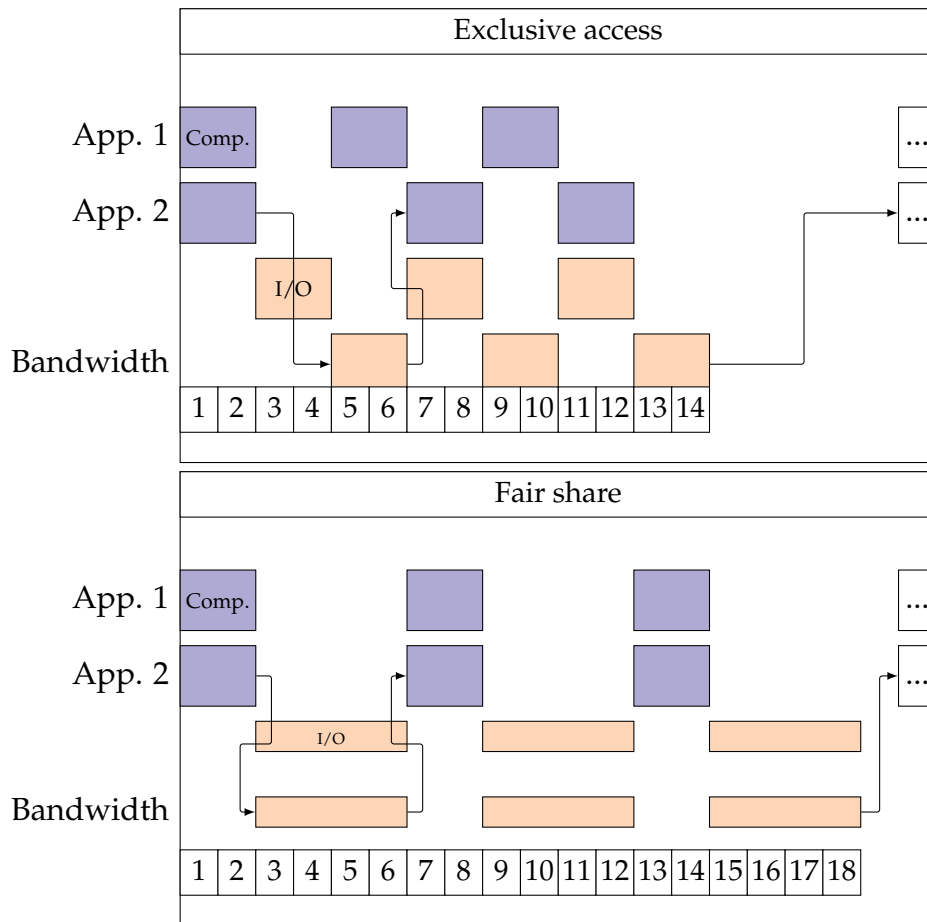 Exclusive access
App. 1 Comp. ...
App. 2 ...
I/O
Bandwidth
1 2 3 4 5 6 7 8 9 10 11 12 13 14
Fair share
App. 1 Comp. ...
App. 2 ...
I/O
Bandwidth
1 2 3 4 5 6 7 8 9 10 11 12 13 14 15 16 17 18